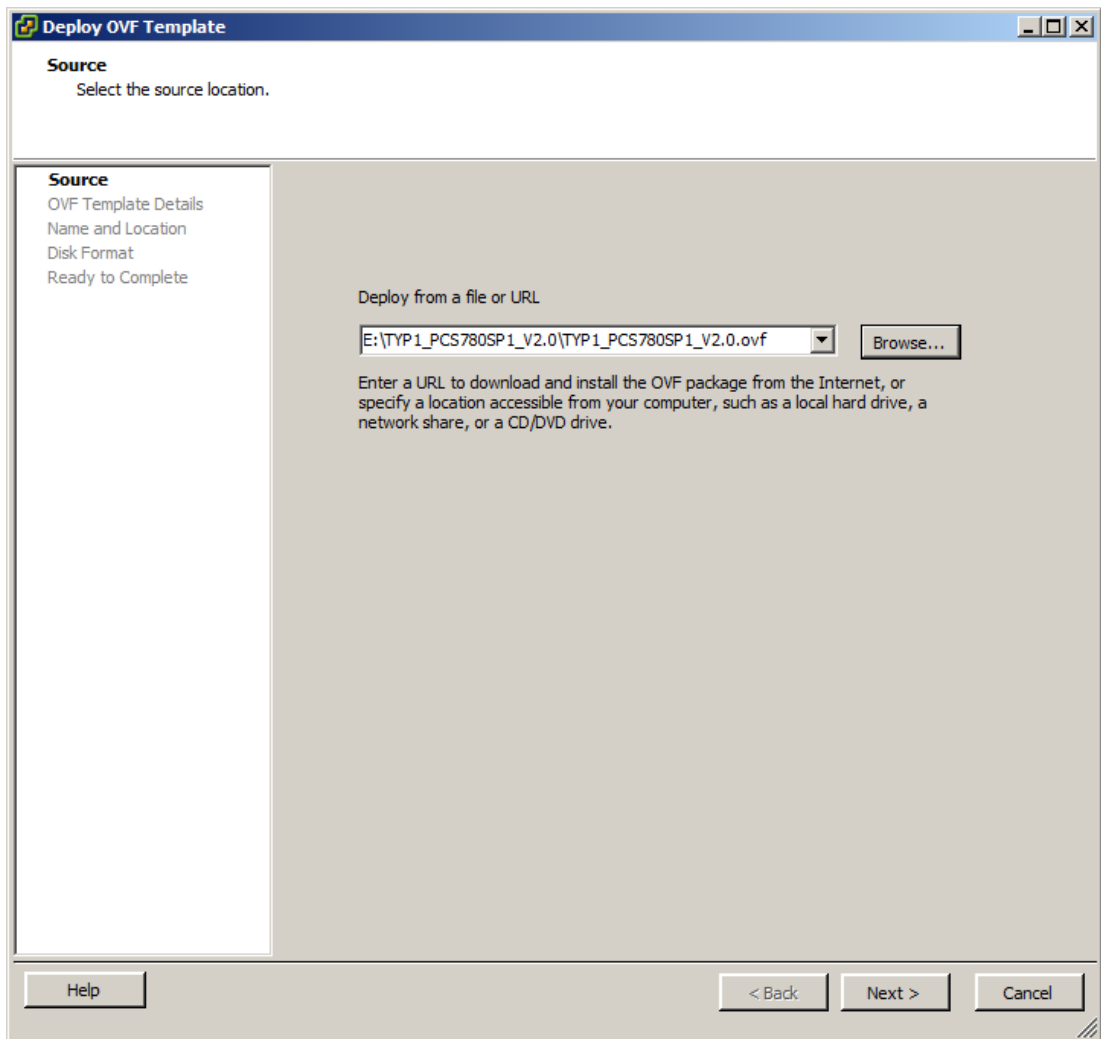 Deploy OVF Template
Source
Select the source location.
Source
OVF Template Details
Name and Location
Disk Format
Ready to Complete
Deploy from a file or URL
E:\TYP1_PCS780SP1_V2.0\TYP1_PCS780SP1_V2.0.ovf
Browse...
Enter a URL to download and install the OVF package from the Internet, or
specify a location accessible from your computer, such as a local hard drive, a
network share, or a CD/DVD drive.
Help
< Back
Next >
Cancel